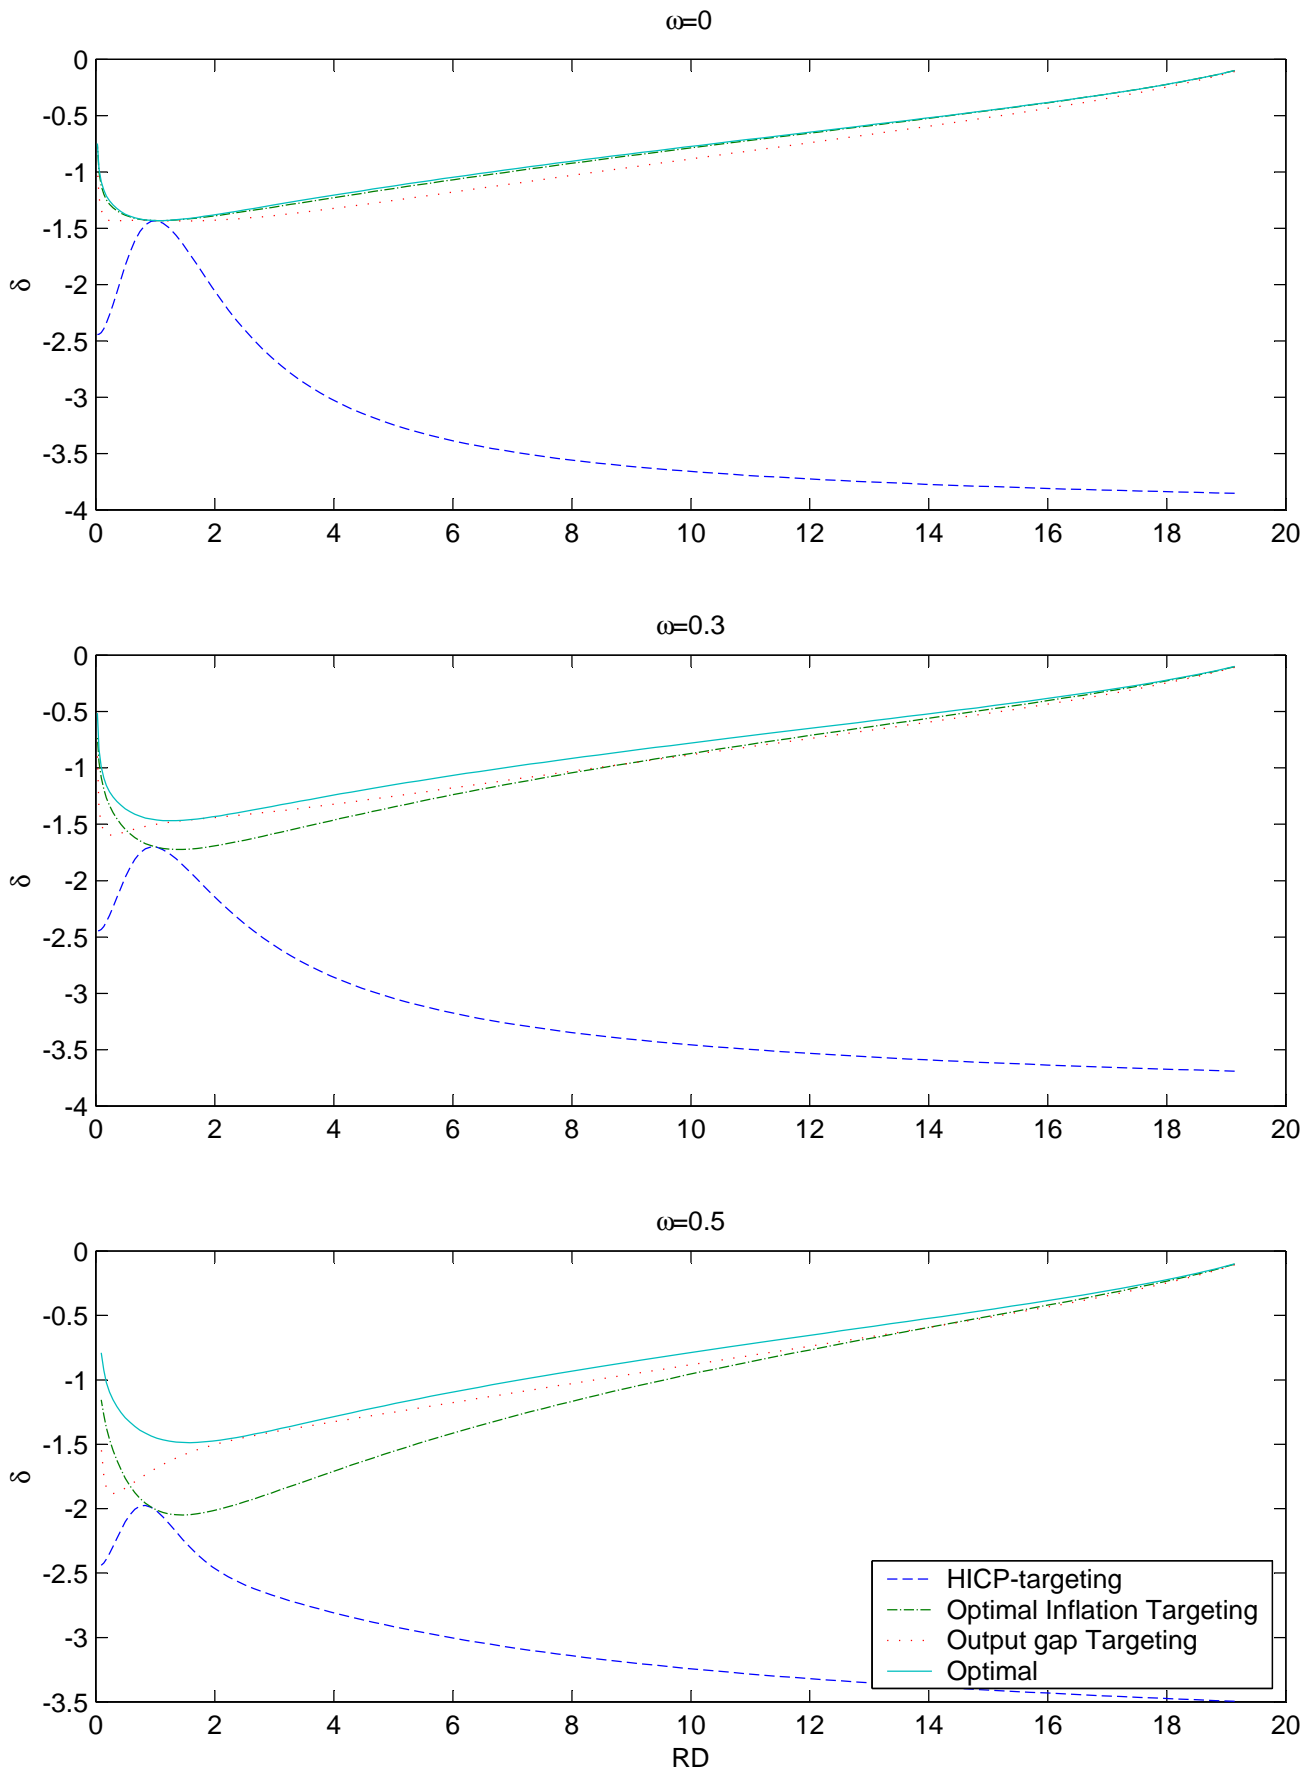 ω=0
0
-0.5
-1
-1.5
-2
-2.5
-3
-3.5
-4
δ
0 2 4 6 8 10 12 14 16 18 20
ω=0.3
0
-0.5
-1
-1.5
-2
-2.5
-3
-3.5
-4
δ
0 2 4 6 8 10 12 14 16 18 20
ω=0.5
0
-0.5
-1
-1.5
-2
-2.5
-3
-3.5
δ
HICP-targeting
Optimal Inflation Targeting
Output gap Targeting
Optimal
0 2 4 6 8 10 12 14 16 18 20
RD